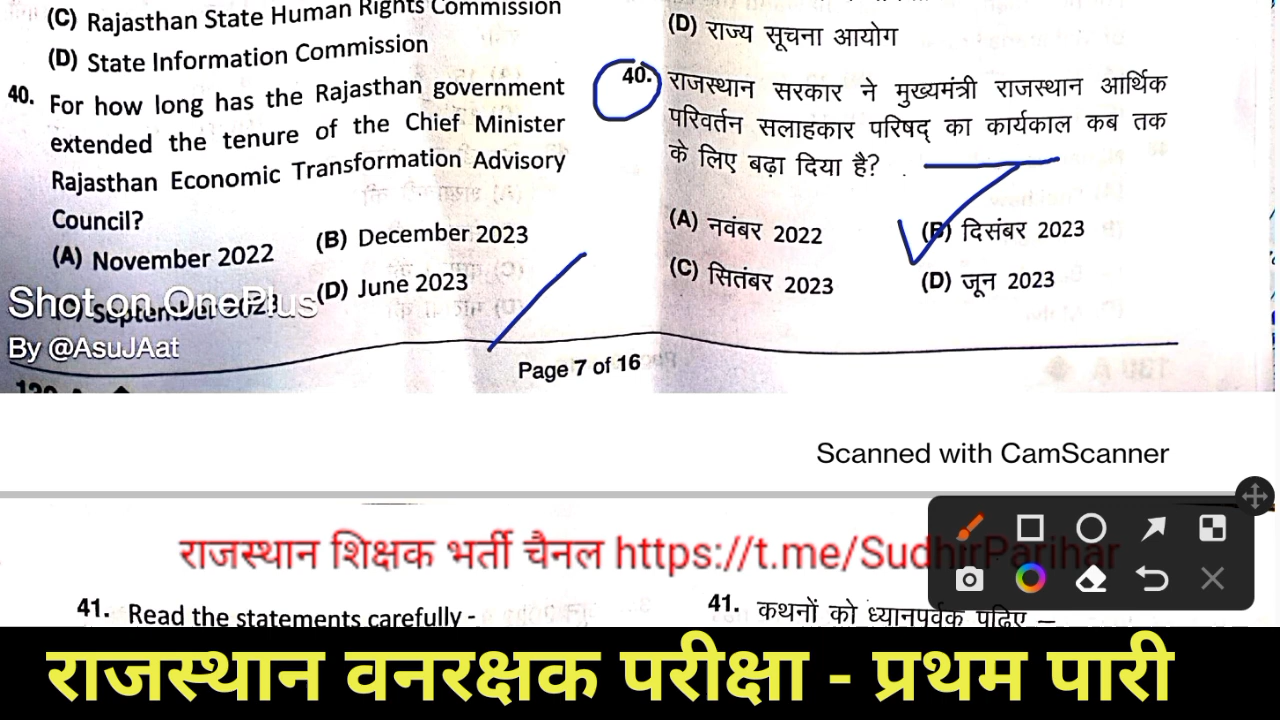 (C) Rajasthan State Human Rights Commission
(D) State Information Commission
40. For how long has the Rajasthan government
extended the tenure of the Chief Minister
Rajasthan Economic Transformation Advisory
Council?
(A) November 2022 (B) December 2023
September 2023 (D) June 2023
Shot on OnePlus
By @AsuJAat
(D) राज्य सूचना आयोग
40. राजस्थान सरकार ने मुख्यमंत्री राजस्थान आर्थिक
परिवर्तन सलाहकार परिषद् का कार्यकाल कब तक
के लिए बढ़ा दिया है?
(A) नवंबर 2022 (B) दिसंबर 2023
(C) सितंबर 2023 (D) जून 2023
Page 7 of 16
Scanned with CamScanner
राजस्थान शिक्षक भर्ती चैनल https://t.me/SudhirParihar
41. Read the statements carefully -
41. कथनों को ध्यानपूर्वक पढ़िए –
राजस्थान वनरक्षक परीक्षा - प्रथम पारी